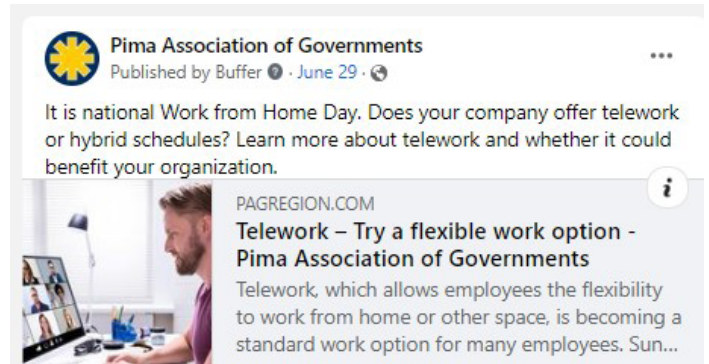 Pima Association of Governments
Published by Buffer · June 29 ·
It is national Work from Home Day. Does your company offer telework
or hybrid schedules? Learn more about telework and whether it could
benefit your organization.
PAGREGION.COM
Telework – Try a flexible work option -
Pima Association of Governments
Telework, which allows employees the flexibility
to work from home or other space, is becoming a
standard work option for many employees. Sun...